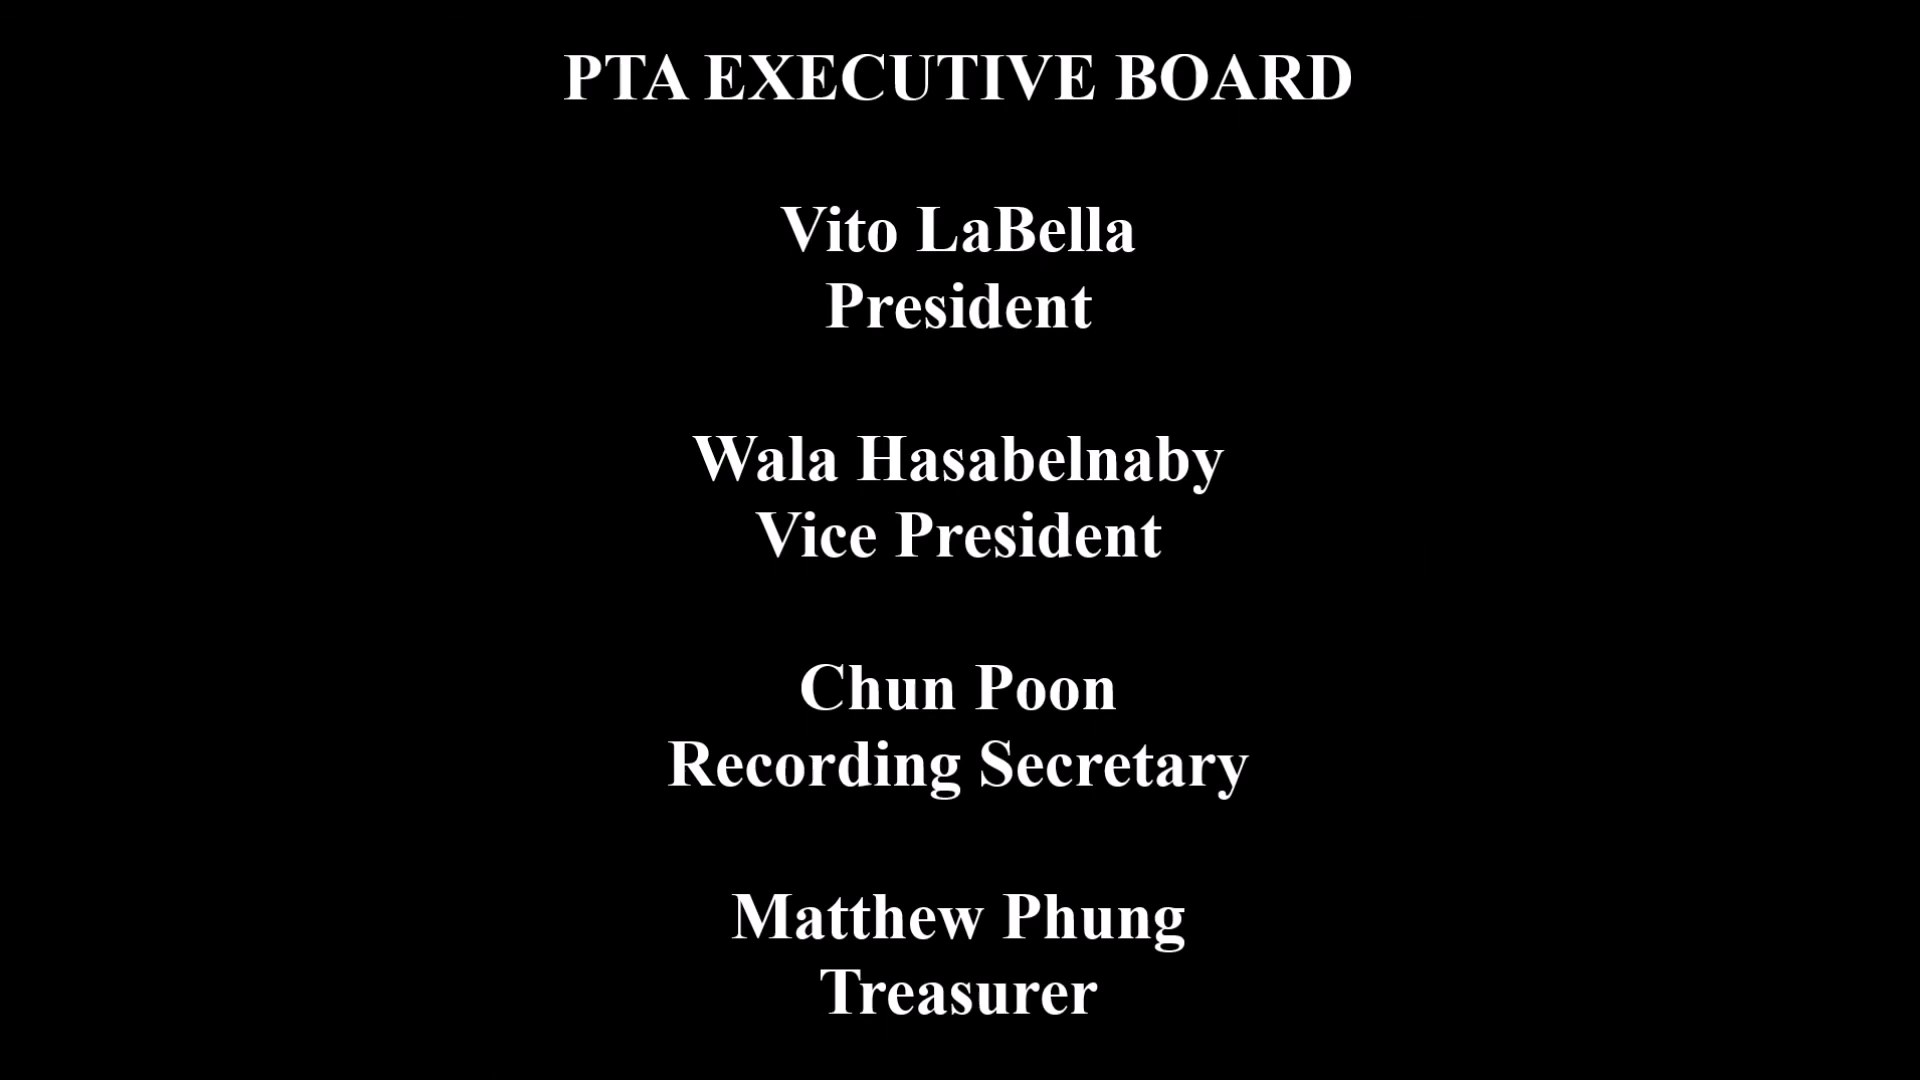 PTA EXECUTIVE BOARD
Vito LaBella
President
Wala Hasabelnaby
Vice President
Chun Poon
Recording Secretary
Matthew Phung
Treasurer